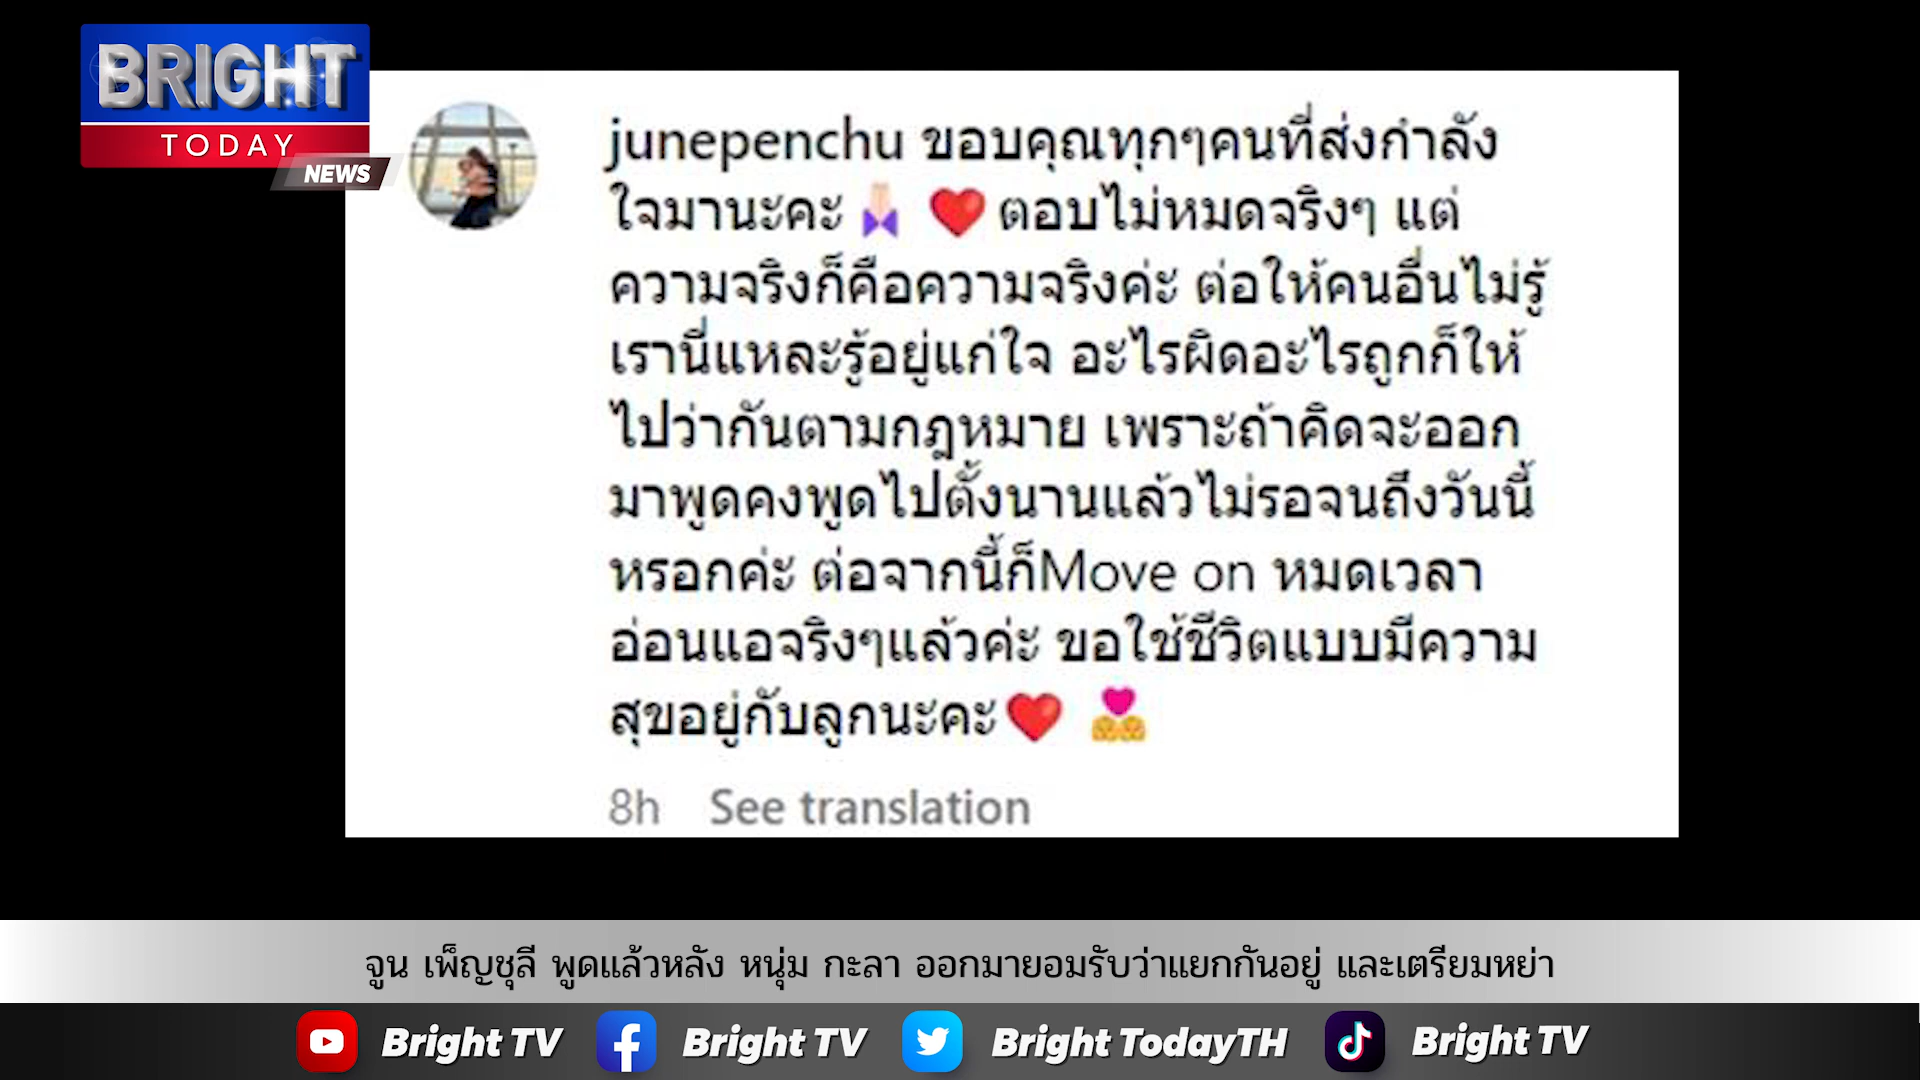 BRIGHT
TODAY
NEWS
junepenchu ขอบคุณทุกๆคนที่ส่งกำลัง
ใจมานะคะ🙏🏻 ❤️ตอบไม่หมดจริงๆ แต่
ความจริงก็คือความจริงค่ะ ต่อให้คนอื่นไม่รู้
เรานี่แหละรู้อยู่แก่ใจ อะไรผิดอะไรถูกก็ให้
ไปว่ากันตามกฎหมาย เพราะถ้าคิดจะออก
มาพูดคงพูดไปตั้งนานแล้วไม่รอจนถึงวันนี้
หรอกค่ะ ต่อจากนี้ก็Move on หมดเวลา
อ่อนแอจริงๆแล้วค่ะ ขอใช้ชีวิตแบบมีความ
สุขอยู่กับลูกนะคะ❤️ 💏
8h See translation
จูน เพ็ญชุลี พูดแล้วหลัง หนุ่ม กะลา ออกมายอมรับว่าแยกกันอยู่ และเตรียมหย่า
Bright TV Bright TV Bright TodayTH Bright TV